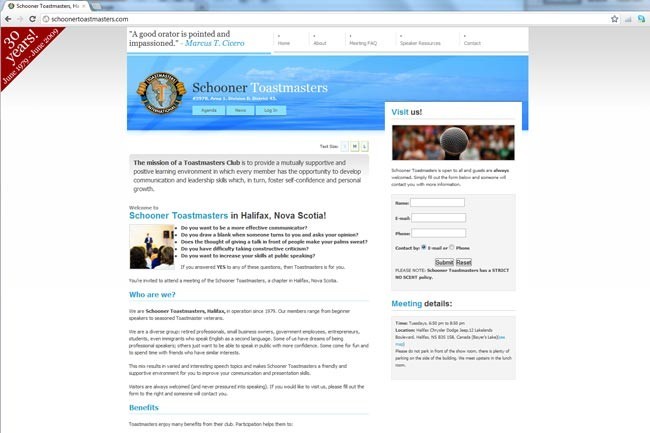 Schooner Toastmasters, Ha
schoonertoastmasters.com
30 years!
June 1979 - June 2009
"A good orator is pointed and
impassioned." - Marcus T. Cicero
Home
About
Meeting FAQ
Speaker Resources
Contact
TOASTMASTERS
INTERNATIONAL
Schooner Toastmasters
Agenda
News
Log In
Text Size:
M
L
The mission of a Toastmasters Club is to provide a mutually supportive and
positive learning environment in which every member has the opportunity to develop
communication and leadership skills which, in turn, foster self-confidence and personal
growth.
Welcome to
Schooner Toastmasters in Halifax, Nova Scotia!
Do you want to be a more effective communicator?
Do you draw a blank when someone turns to you and asks your opinion?
Does the thought of giving a talk in front of people make your palms sweat?
Do you have difficulty taking constructive criticism?
Do you want to increase your skills at public speaking?
If you answered YES to any of these questions, then Toastmasters is for you.
You're invited to attend a meeting of the Schooner Toastmasters, a chapter in Halifax, Nova Scotia.
Who are we?
We are Schooner Toastmasters, Halifax, in operation since 1979. Our members range from beginner
speakers to seasoned Toastmaster veterans.
We are a diverse group: retired professionals, small business owners, government employees, entrepreneurs,
students, even immigrants who speak English as a second language. Some of us have dreams of being
professional speakers; others just want to be able to speak in public with more confidence. Some come for fun and
to spend time with friends who have similar interests.
This mix results in varied and interesting speech topics and makes Schooner Toastmasters a friendly and
supportive environment for you to improve your communication and presentation skills.
Visitors are always welcomed (and never pressured into speaking). If you would like to visit, please fill out the
form to the right and someone will contact you.
Benefits
Toastmasters enjoy many benefits from their club. Participation helps them to:
Visit us!
Schooner Toastmasters is open to all and guests are always
welcomed. Simply fill out the form below and someone will
contact you with more information.
Name:
E-mail:
Phone:
Contact by: E-mail or Phone
Submit Reset
PLEASE NOTE: Schooner Toastmasters has a STRICT
NO SCENT policy.
Meeting details:
Time: Tuesdays, 6:30 pm to 8:30 pm
Location: Halifax Chrysler Dodge Jeep,12 Lakelands
Boulevard. Halifax, NS B3S 1S8, Canada (Bayer's Lake)(see
map)
Please do not park in front of the show room, there is plenty of
parking on the side of the building. We meet upstairs in the lunch
room.